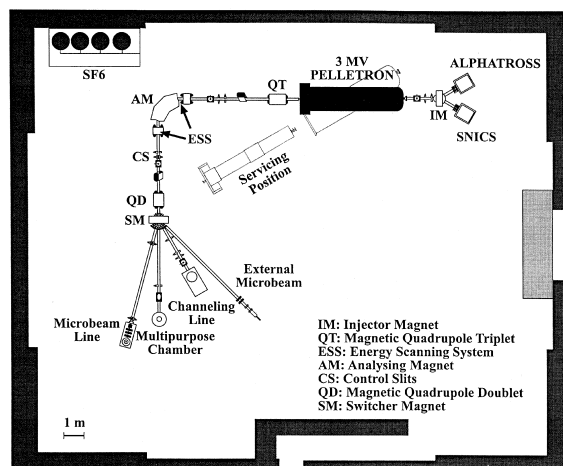 SF6
3 MV
PELLETRON
ALPHATROSS
QT
AM
IM
SNICS
ESS
CS
Servicing
Position
QD
SM
External
Microbeam
Channeling
Line
Microbeam
Line
Multipurpose
Chamber
IM: Injector Magnet
QT: Magnetic Quadrupole Triplet
ESS: Energy Scanning System
AM: Analysing Magnet
CS: Control Slits
QD: Magnetic Quadrupole Doublet
SM: Switcher Magnet
1 m